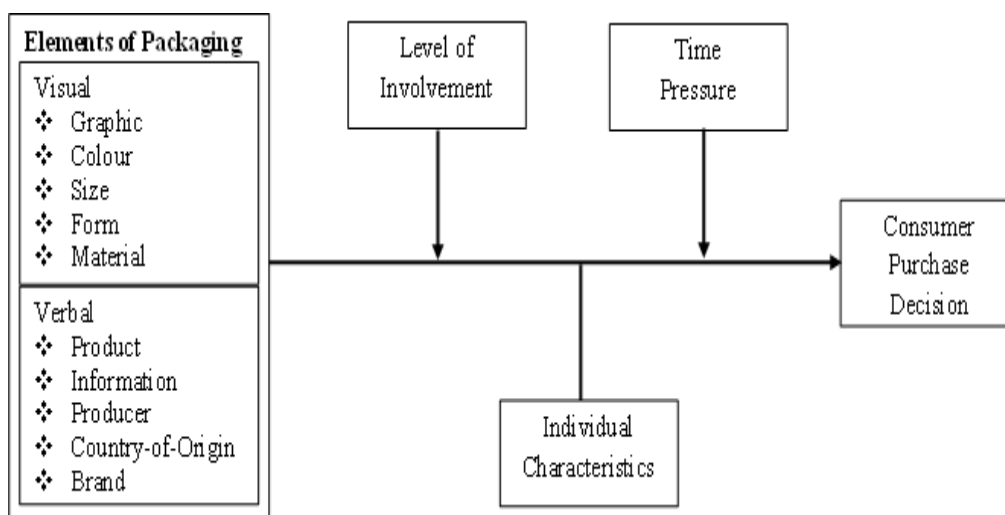 Elements of Packaging
Visual
❖ Graphic
❖ Colour
❖ Size
❖ Form
❖ Material
Verbal
❖ Product
❖ Information
❖ Producer
❖ Country-of-Origin
❖ Brand
Level of
Involvement
Time
Pressure
Individual
Characteristics
Consumer
Purchase
Decision